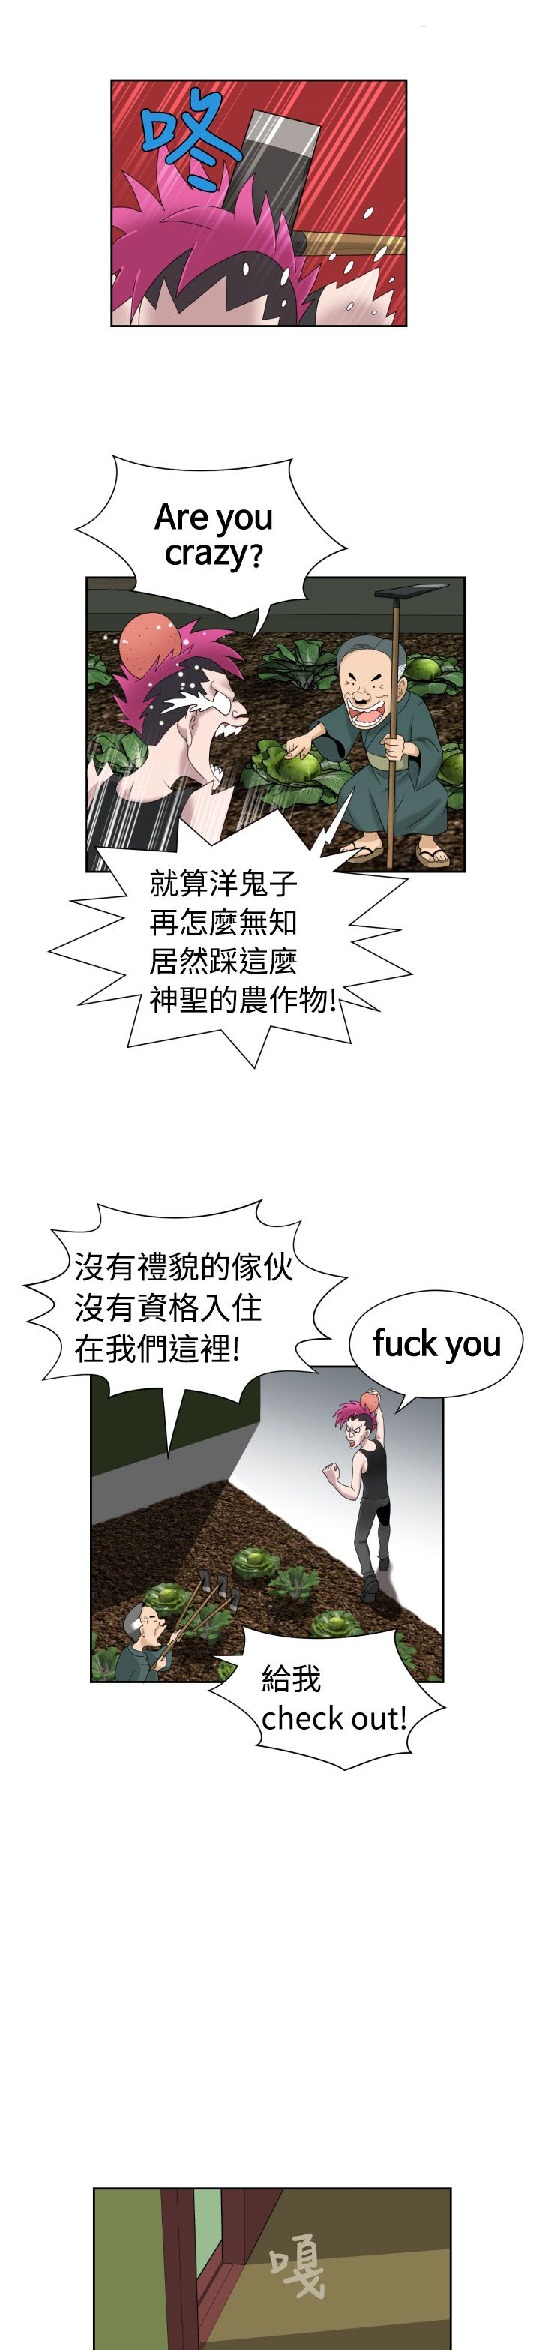 咚
Are you
crazy?
就算洋鬼子
再怎麼無知
居然踩這麼
神聖的農作物!
沒有禮貌的傢伙
沒有資格入住
在我們這裡!
fuck you
給我
check out!
嘎